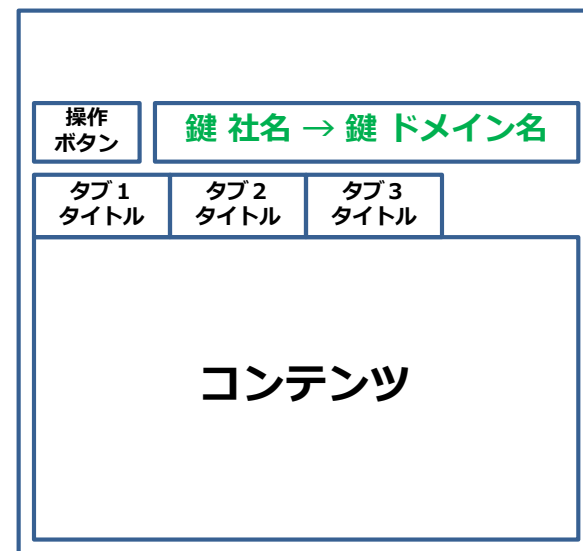 操作
ボタン
鍵 社名 → 鍵 ドメイン名
タブ1
タイトル
タブ2
タイトル
タブ3
タイトル
コンテンツ